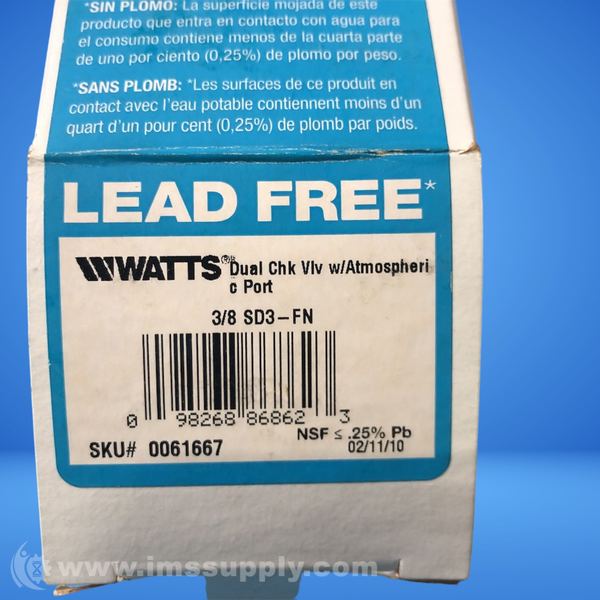 *SIN PLOMO: La superficie mojada de este
producto que entra en contacto con agua para
el consumo contiene menos de la cuarta parte
de uno por ciento (0,25%) de plomo por peso.
*SANS PLOMB: *Les surfaces de ce produit en
contact avec l'eau potable contiennent moins d'un
quart d'un pour cent (0,25%) de plomb par poids.
LEAD FREE*
WATTS® Dual Chk Vlv w/Atmospheri
c Port
3/8 SD3-FN
0 98268 86862 3
NSF ≤ .25% Pb
SKU# 0061667
02/11/10
www.imssupply.com